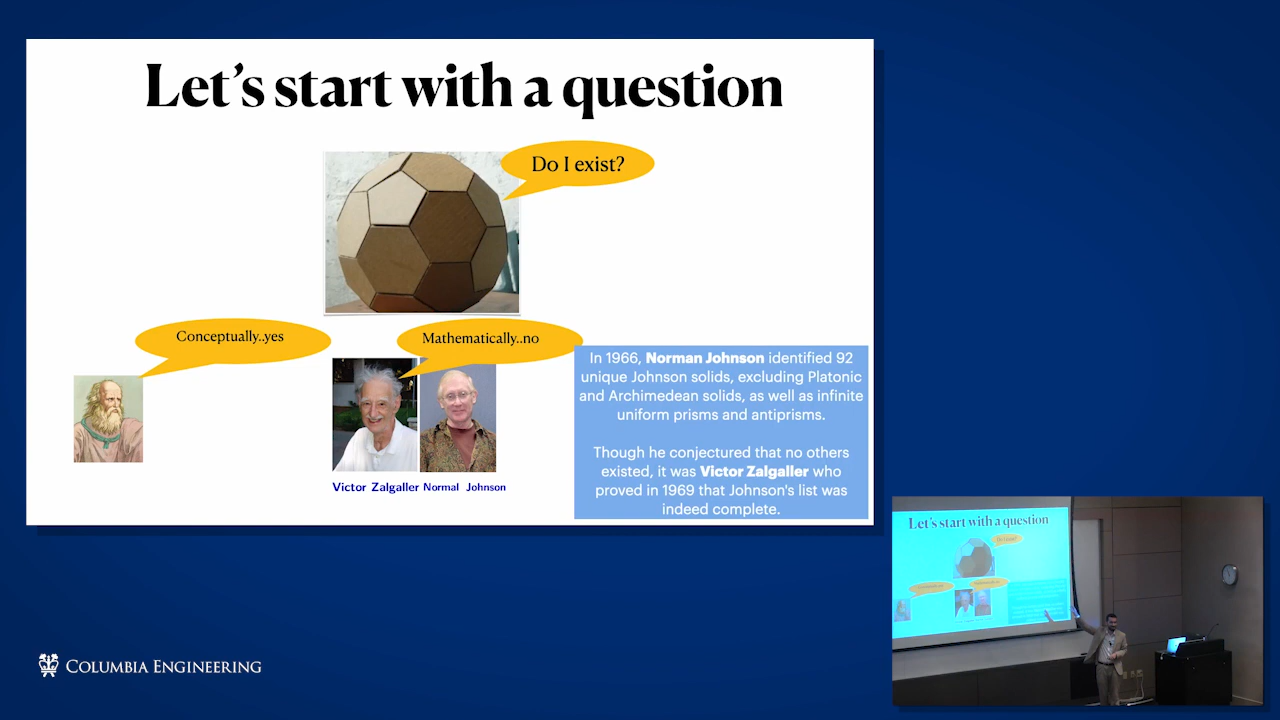 Let's start with a question
Do I exist?
Conceptually..yes
Mathematically..no
Victor Zalgaller
Normal Johnson
In 1966, Norman Johnson identified 92
unique Johnson solids, excluding Platonic
and Archimedean solids, as well as infinite
uniform prisms and antiprisms.
Though he conjectured that no others
existed, it was Victor Zalgaller who
proved in 1969 that Johnson's list was
indeed complete.
Let's start with a question
COLUMBIA ENGINEERING